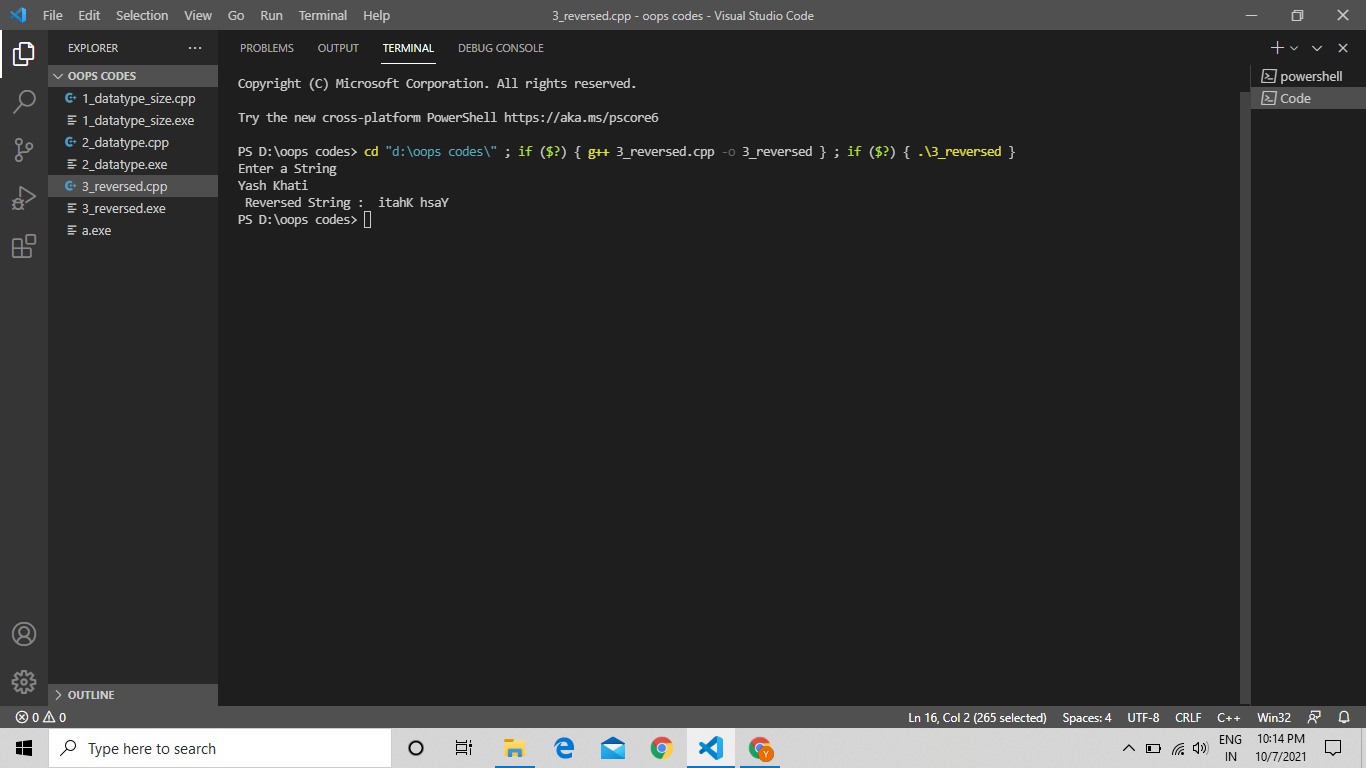 File Edit Selection View Go Run Terminal Help 3_reversed.cpp - oops codes - Visual Studio Code
EXPLORER
OOPS CODES
1_datatype_size.cpp
1_datatype_size.exe
2_datatype.cpp
2_datatype.exe
3_reversed.cpp
3_reversed.exe
a.exe
OUTLINE
PROBLEMS OUTPUT TERMINAL DEBUG CONSOLE
Copyright (C) Microsoft Corporation. All rights reserved.
Try the new cross-platform PowerShell https://aka.ms/pscore6
PS D:\oops codes> cd "d:\oops codes\" ; if ($?) { g++ 3_reversed.cpp -o 3_reversed } ; if ($?) { .\3_reversed }
Enter a String
Yash Khati
Reversed String :  itahK hsaY
PS D:\oops codes>
powershell
Code
0 0 Ln 16, Col 2 (265 selected) Spaces: 4 UTF-8 CRLF C++ Win32
Type here to search
Y
ENG
IN
10:14 PM
10/7/2021